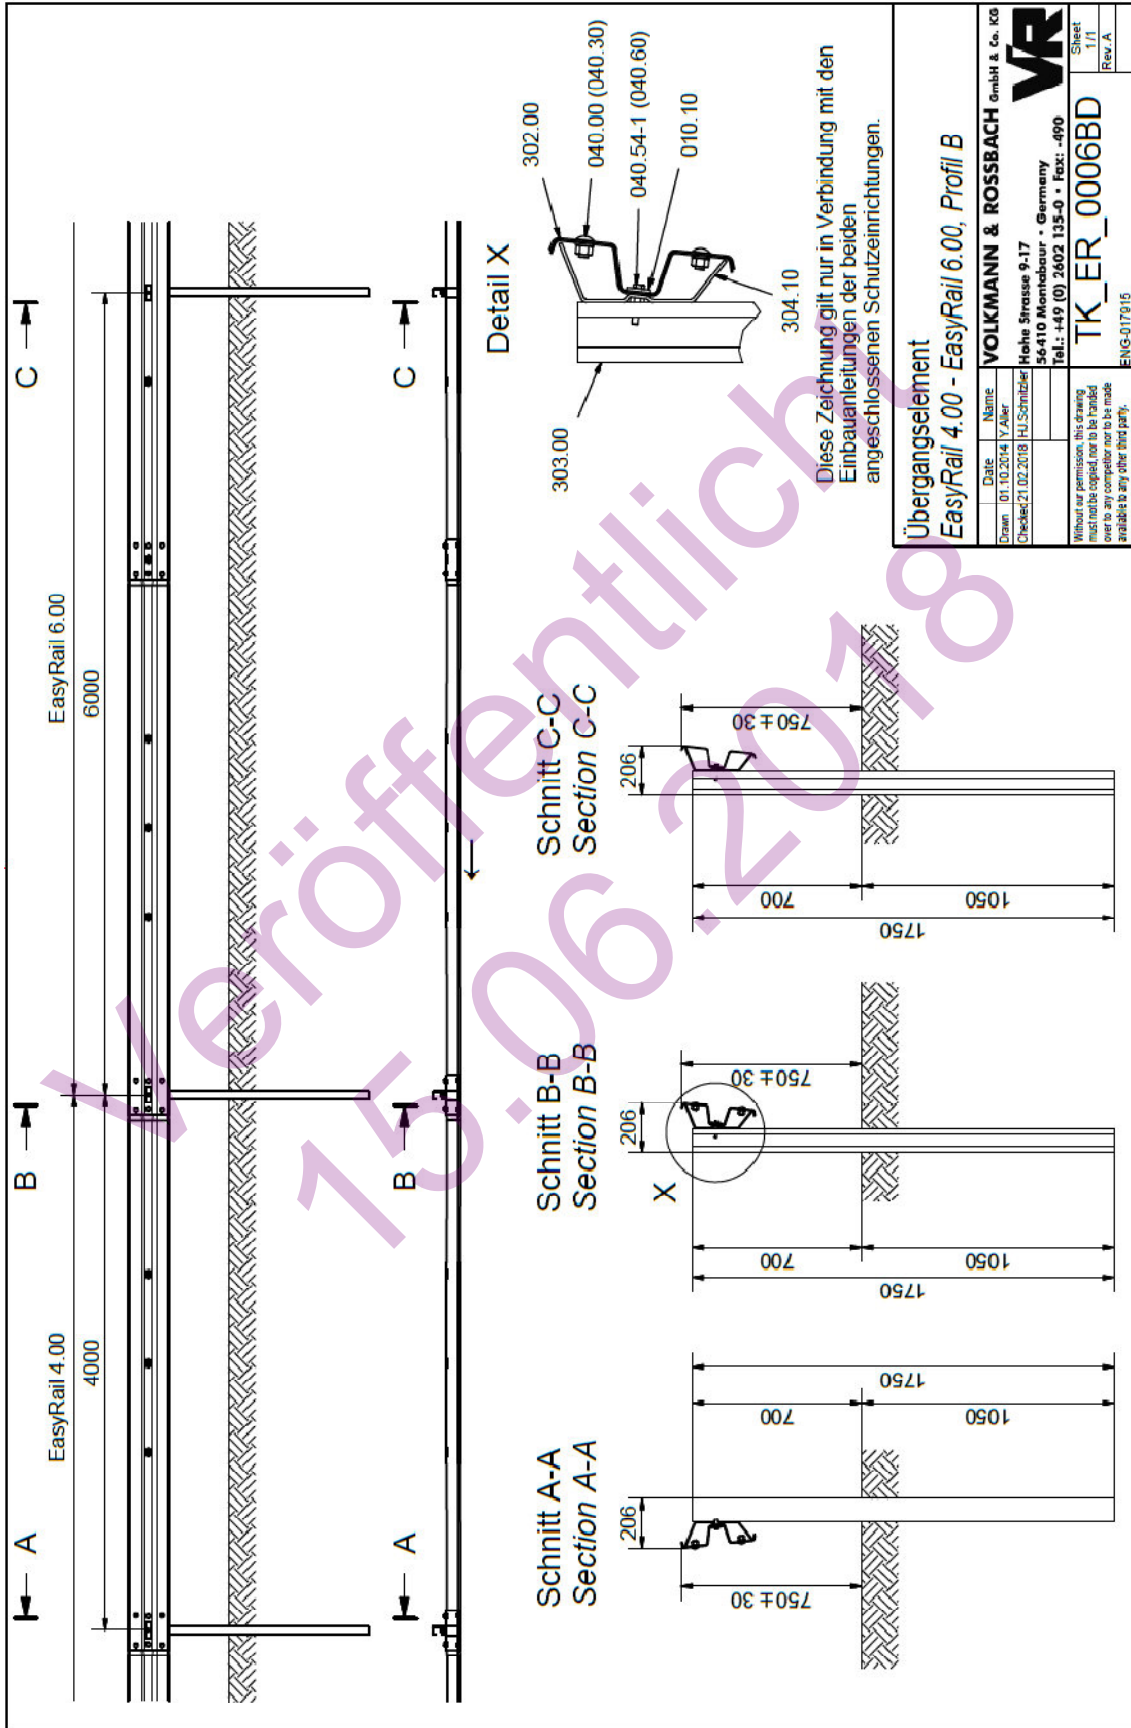 EasyRail 4.00
EasyRail 6.00
4000
6000
A
B
C
A
B
C
Detail X
302.00
040.00 (040.30)
040.54-1 (040.60)
010.10
303.00
304.10
Schnitt A-A
Section A-A
206
750±30
700
1050
1750
Schnitt B-B
Section B-B
206
X
750±30
700
1050
1750
Schnitt C-C
Section C-C
206
750±30
700
1050
1750
Diese Zeichnung gilt nur in Verbindung mit den
Einbauanleitungen der beiden
angeschlossenen Schutzeinrichtungen.
Übergangselement
EasyRail 4.00 - EasyRail 6.00, Profil B
Date Name
Drawn 01.10.2014 Y.Aller
Checked 21.02.2018 HJ.Schnitzler
VOLKMANN & ROSSBACH GmbH & Co. KG
Hohe Strasse 9-17
56410 Montabaur • Germany
Tel.: +49 (0) 2602 135-0 • Fax: -490
VR
Without our permission, this drawing
must not be copied, nor to be handed
over to any competitor nor to be made
available to any other third party.
TK_ER_0006BD
Sheet
1/1
Rev. A
ENG-017915
Veröffentlicht
15.06.2018